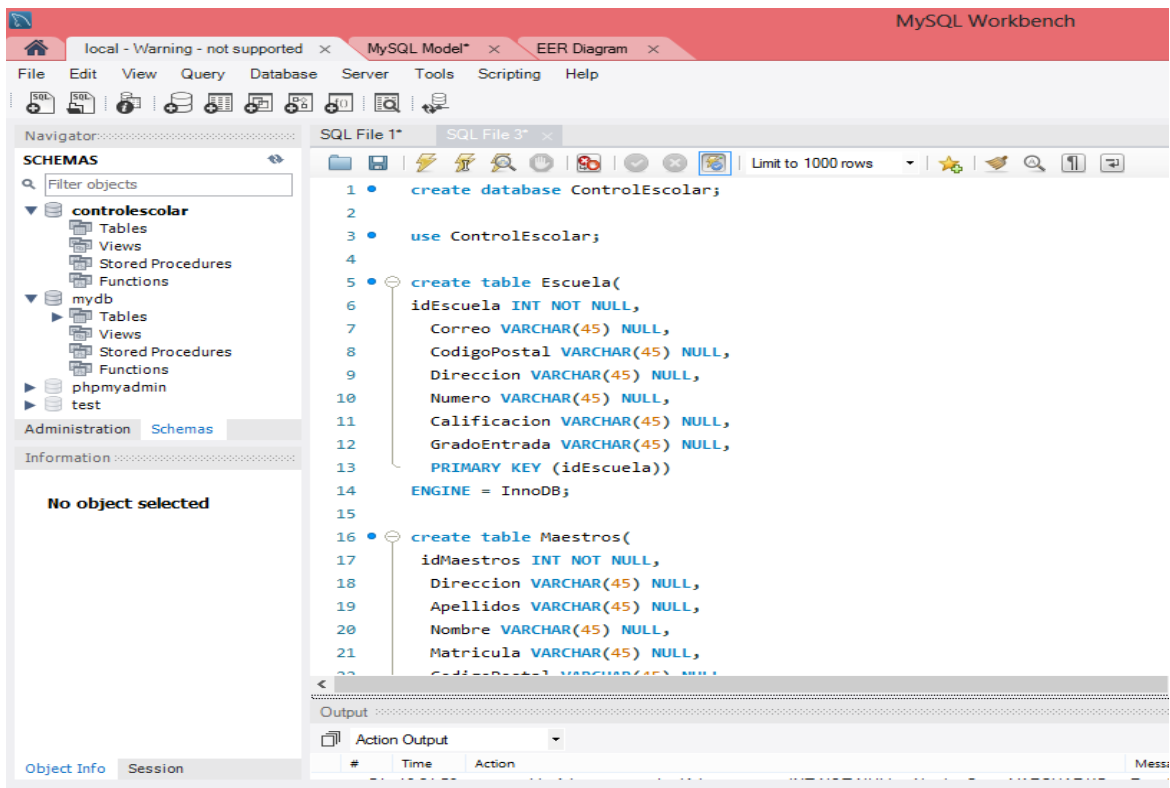 MySQL Workbench
local - Warning - not supported × MySQL Model* × EER Diagram ×
File Edit View Query Database Server Tools Scripting Help
Navigator
SQL File 1* SQL File 3* ×
SCHEMAS
Filter objects
controlescolar
Tables
Views
Stored Procedures
Functions
mydb
Tables
Views
Stored Procedures
Functions
phpmyadmin
test
Administration Schemas
Information
No object selected
Object Info Session
Limit to 1000 rows
1 create database ControlEscolar;
2
3 use ControlEscolar;
4
5 create table Escuela(
6 idEscuela INT NOT NULL,
7 Correo VARCHAR(45) NULL,
8 CodigoPostal VARCHAR(45) NULL,
9 Direccion VARCHAR(45) NULL,
10 Numero VARCHAR(45) NULL,
11 Calificacion VARCHAR(45) NULL,
12 GradoEntrada VARCHAR(45) NULL,
13 PRIMARY KEY (idEscuela))
14 ENGINE = InnoDB;
15
16 create table Maestros(
17 idMaestros INT NOT NULL,
18 Direccion VARCHAR(45) NULL,
19 Apellidos VARCHAR(45) NULL,
20 Nombre VARCHAR(45) NULL,
21 Matricula VARCHAR(45) NULL,
22 CodigoPostal VARCHAR(45) NULL
Output
Action Output
# Time Action Messa